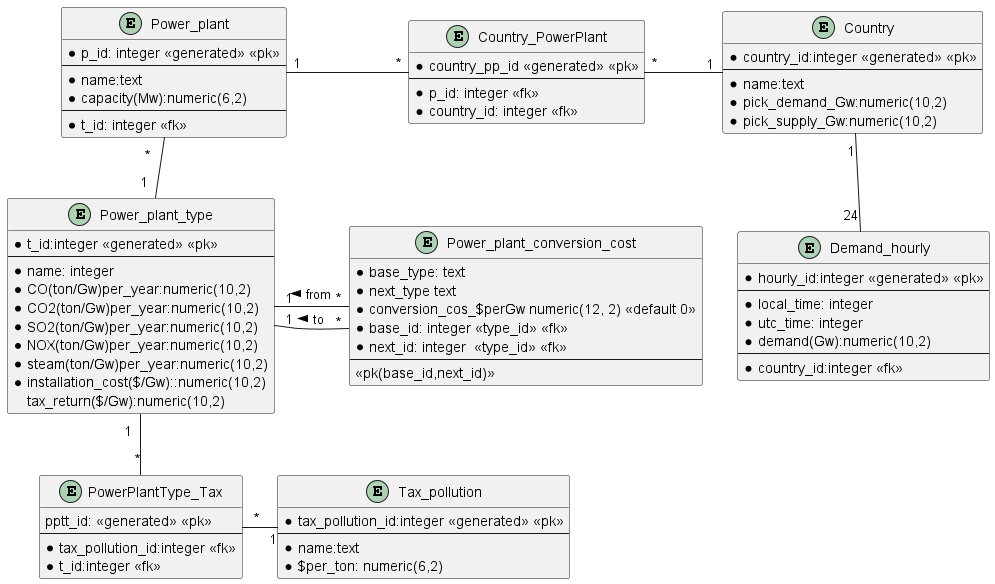 E Power_plant
p_id: integer «generated» «pk»
name:text
capacity(Mw):numeric(6,2)
t_id: integer «fk»
1
*
E Country_PowerPlant
country_pp_id «generated» «pk»
p_id: integer «fk»
country_id: integer «fk»
*
1
E Country
country_id:integer «generated» «pk»
name:text
pick_demand_Gw:numeric(10,2)
pick_supply_Gw:numeric(10,2)
*
1
1
24
E Power_plant_type
t_id:integer «generated» «pk»
name: integer
CO(ton/Gw)per_year:numeric(10,2)
CO2(ton/Gw)per_year:numeric(10,2)
SO2(ton/Gw)per_year:numeric(10,2)
NOX(ton/Gw)per_year:numeric(10,2)
steam(ton/Gw)per_year:numeric(10,2)
installation_cost($/Gw)::numeric(10,2)
tax_return($/Gw):numeric(10,2)
1 from *
1 to *
E Power_plant_conversion_cost
base_type: text
next_type text
conversion_cos_$perGw numeric(12, 2) «default 0»
base_id: integer «type_id» «fk»
next_id: integer «type_id» «fk»
«pk(base_id,next_id)»
E Demand_hourly
hourly_id:integer «generated» «pk»
local_time: integer
utc_time: integer
demand(Gw):numeric(10,2)
country_id:integer «fk»
1
*
E PowerPlantType_Tax
pptt_id: «generated» «pk»
tax_pollution_id:integer «fk»
t_id:integer «fk»
*
1
E Tax_pollution
tax_pollution_id:integer «generated» «pk»
name:text
$per_ton: numeric(6,2)